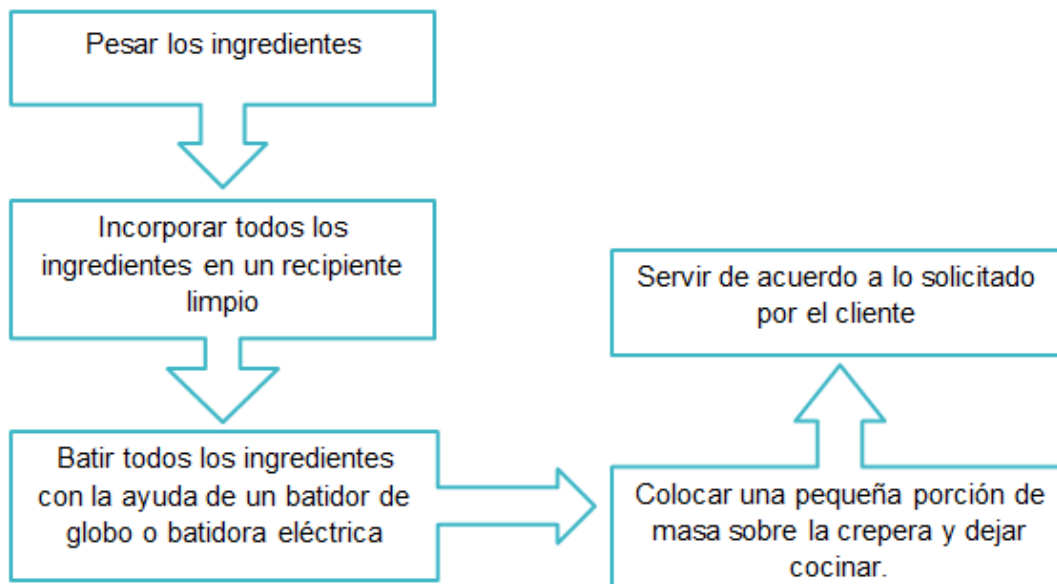 Pesar los ingredientes
Incorporar todos los
ingredientes en un recipiente
limpio
Batir todos los ingredientes
con la ayuda de un batidor de
globo o batidora eléctrica
Colocar una pequeña porción de
masa sobre la crepera y dejar
cocinar.
Servir de acuerdo a lo solicitado
por el cliente